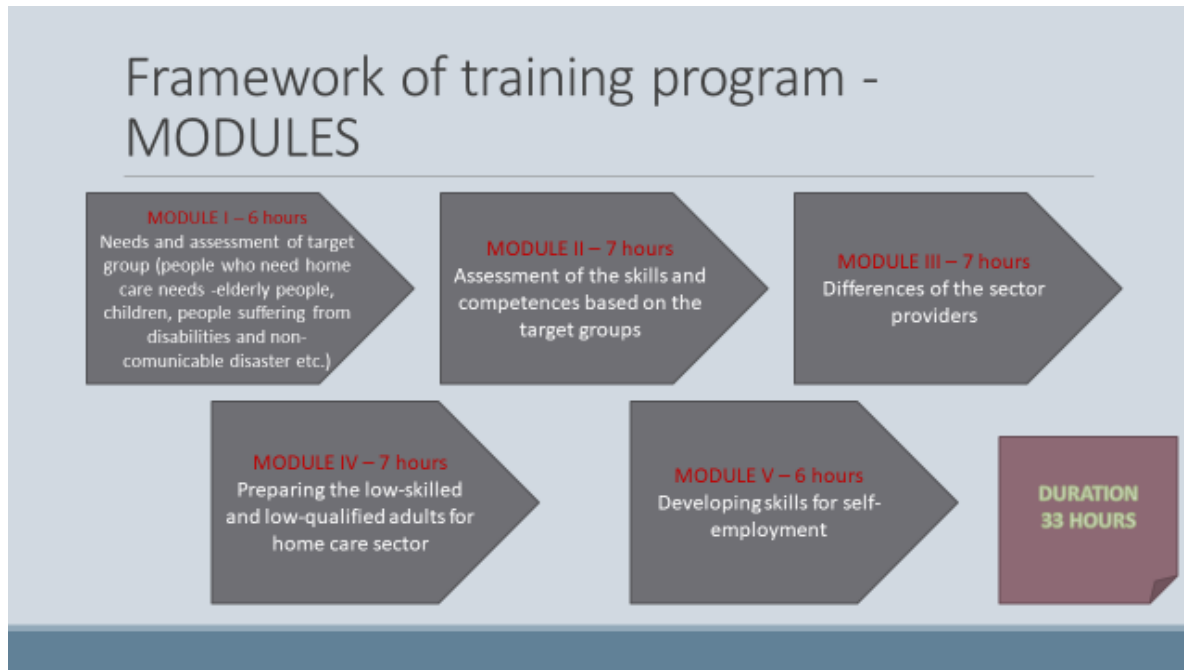 Framework of training program -
MODULES
MODULE I – 6 hours
Needs and assessment of target
group (people who need home
care needs -elderly people,
children, people suffering from
disabilities and non-
comunicable disaster etc.)
MODULE II – 7 hours
Assessment of the skills and
competences based on the
target groups
MODULE III – 7 hours
Differences of the sector
providers
MODULE IV – 7 hours
Preparing the low-skilled
and low-qualified adults for
home care sector
MODULE V – 6 hours
Developing skills for self-
employment
DURATION
33 HOURS